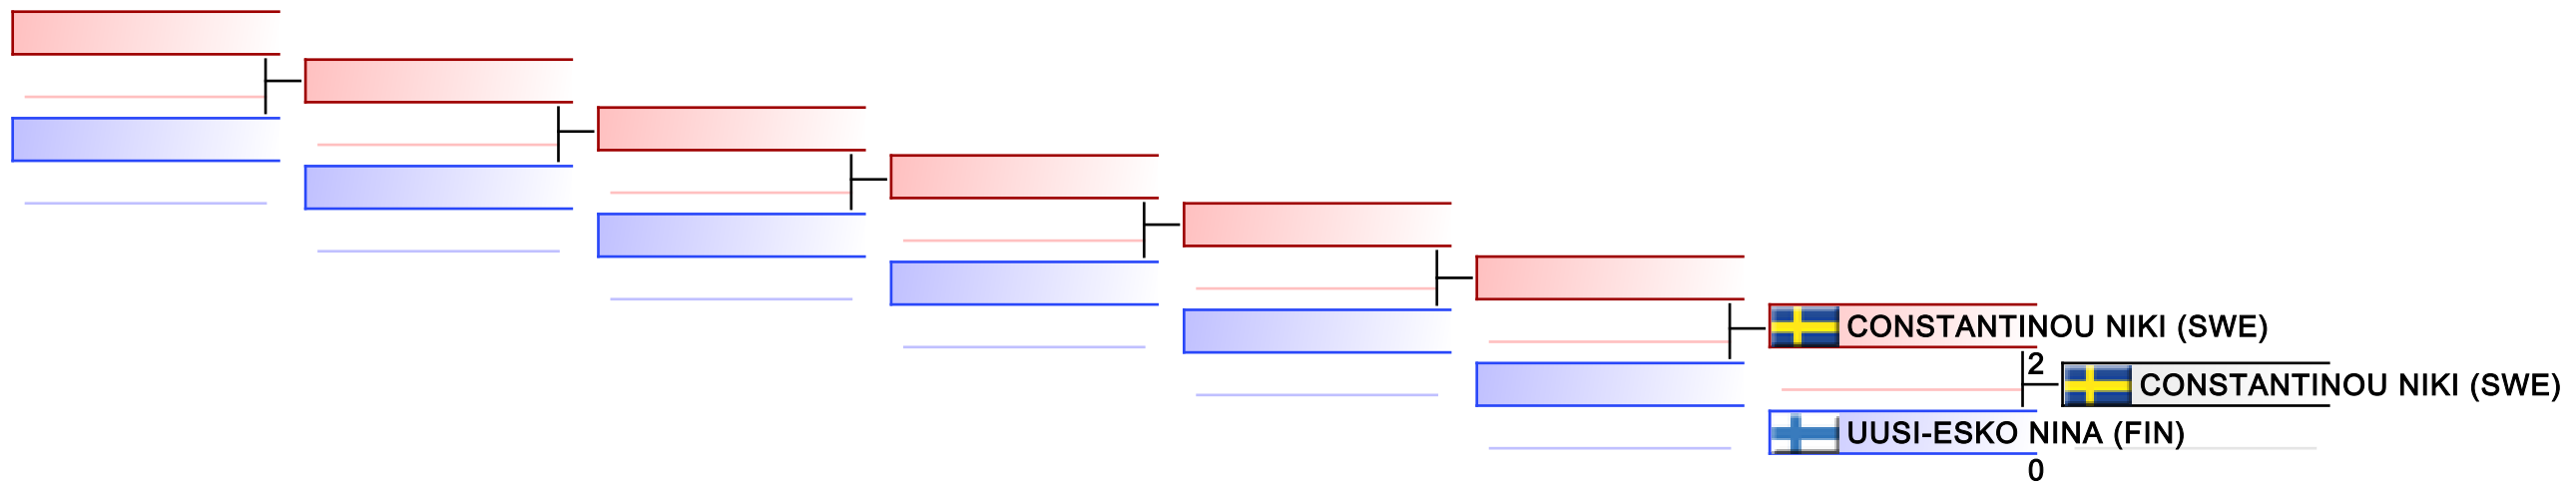 CONSTANTINOU NIKI (SWE)
2
CONSTANTINOU NIKI (SWE)
UUSI-ESKO NINA (FIN)
0